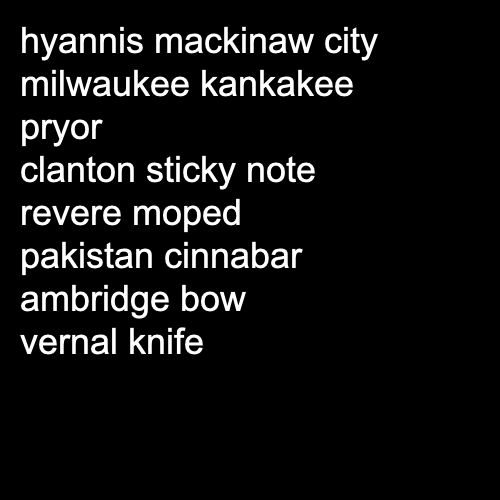 hyannis mackinaw city
milwaukee kankakee
pryor
clanton sticky note
revere moped
pakistan cinnabar
ambridge bow
vernal knife